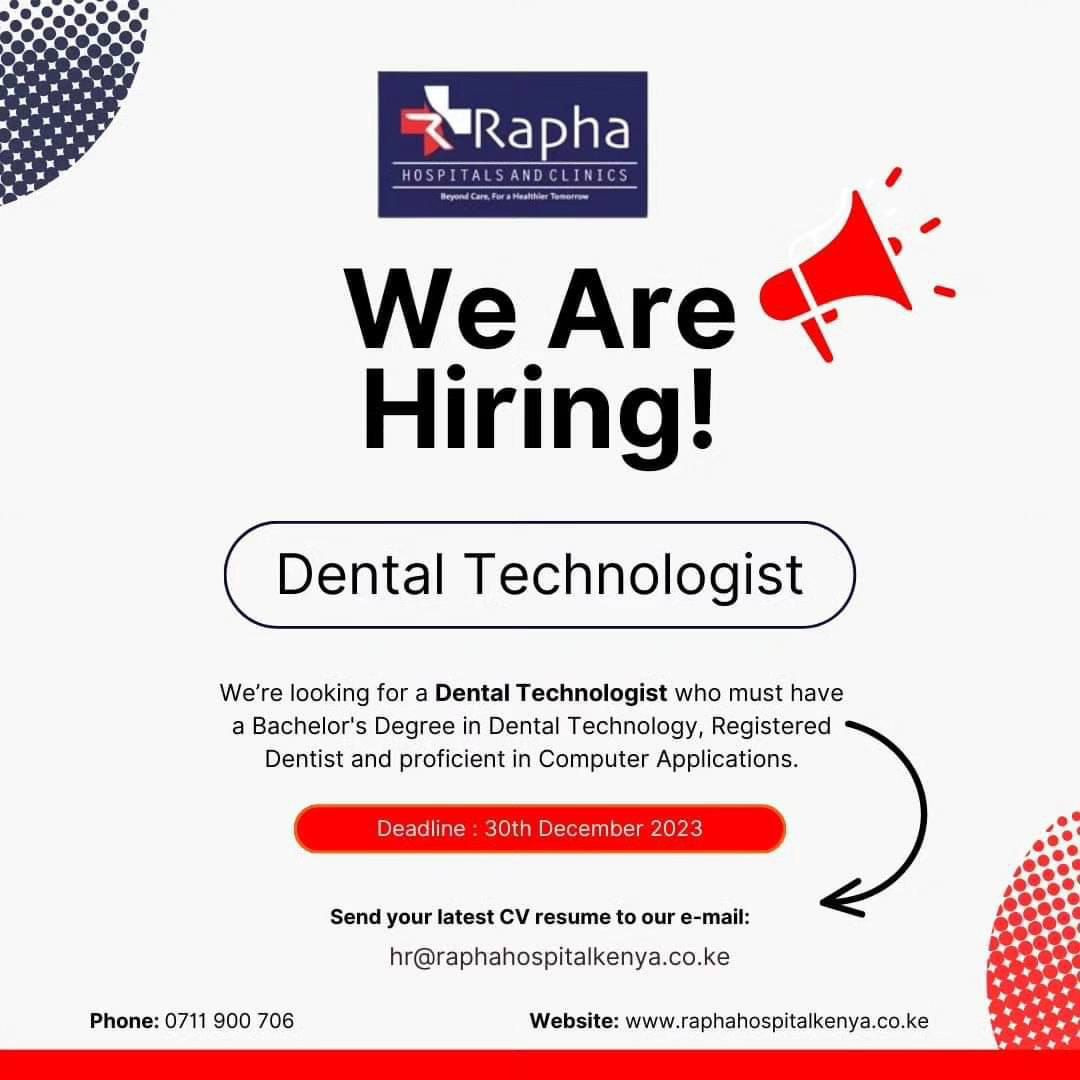 Rapha
HOSPITALS AND CLINICS
Beyond Care, For a Healthier Tomorrow
We Are
Hiring!
Dental Technologist
We’re looking for a Dental Technologist who must have
a Bachelor's Degree in Dental Technology, Registered
Dentist and proficient in Computer Applications.
Deadline : 30th December 2023
Send your latest CV resume to our e-mail:
hr@raphahospitalkenya.co.ke
Phone: 0711 900 706
Website: www.raphahospitalkenya.co.ke